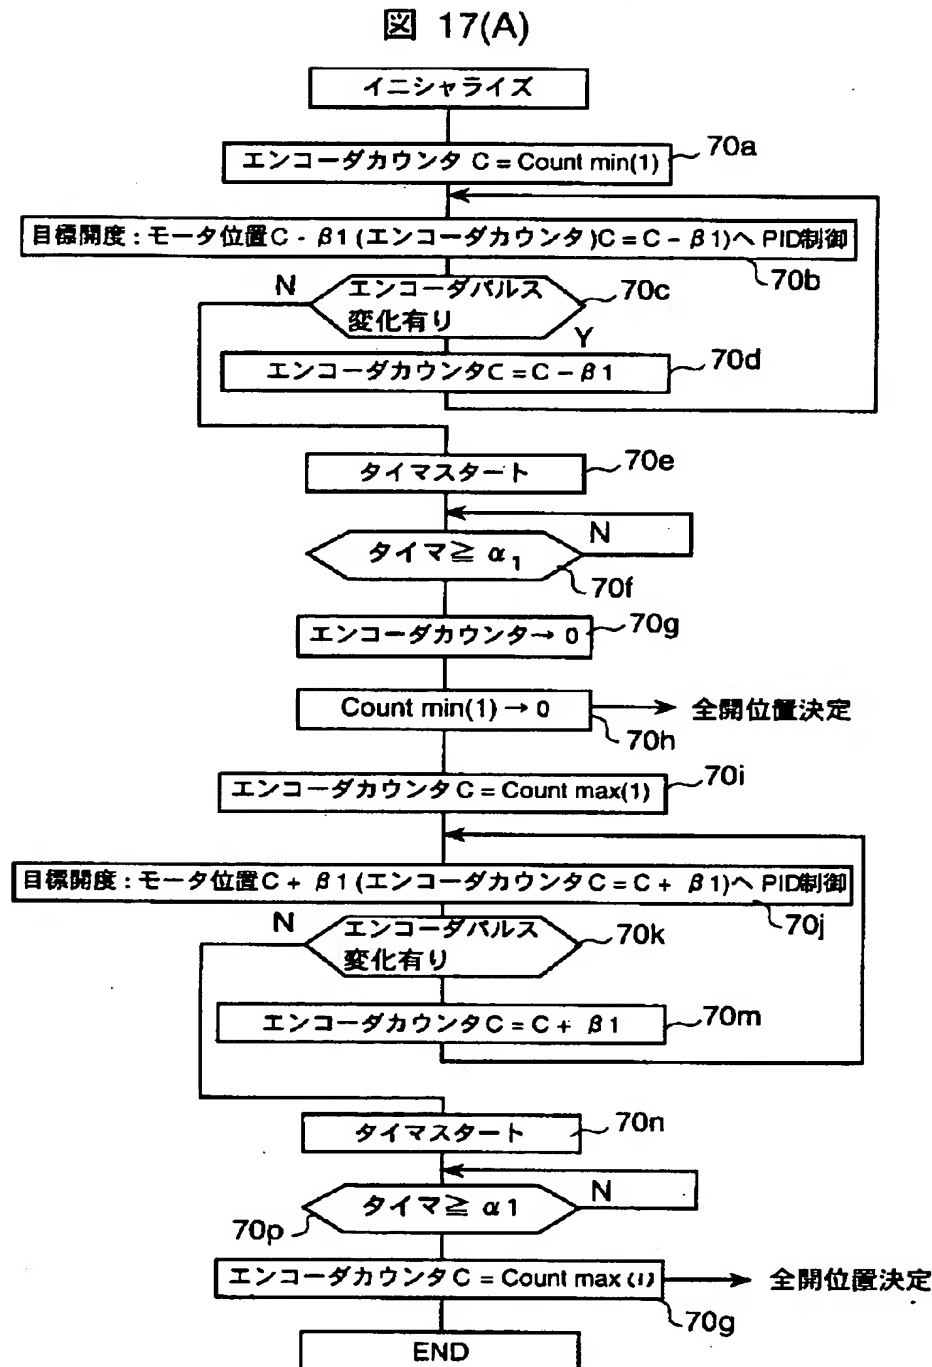 図 17(A)
イニシャライズ
エンコーダカウンタ C = Count min(1)
70a
目標開度 : モータ位置C - β1 (エンコーダカウンタ)C = C - β1)へ PID制御
70b
N
エンコーダパルス
変化有り
70c
Y
エンコーダカウンタC = C - β1
70d
タイマスタート
70e
N
タイマ≧ α1
70f
エンコーダカウンタ→ 0
70g
Count min(1) → 0
全開位置決定
70h
エンコーダカウンタ C = Count max(1)
70i
目標開度 : モータ位置C + β1 (エンコーダカウンタC = C + β1)へ PID制御
70j
N
エンコーダパルス
変化有り
70k
エンコーダカウンタ C = C + β1
70m
タイマスタート
70n
N
タイマ≧ α1
70p
エンコーダカウンタ C = Count max (1)
全開位置決定
70g
END